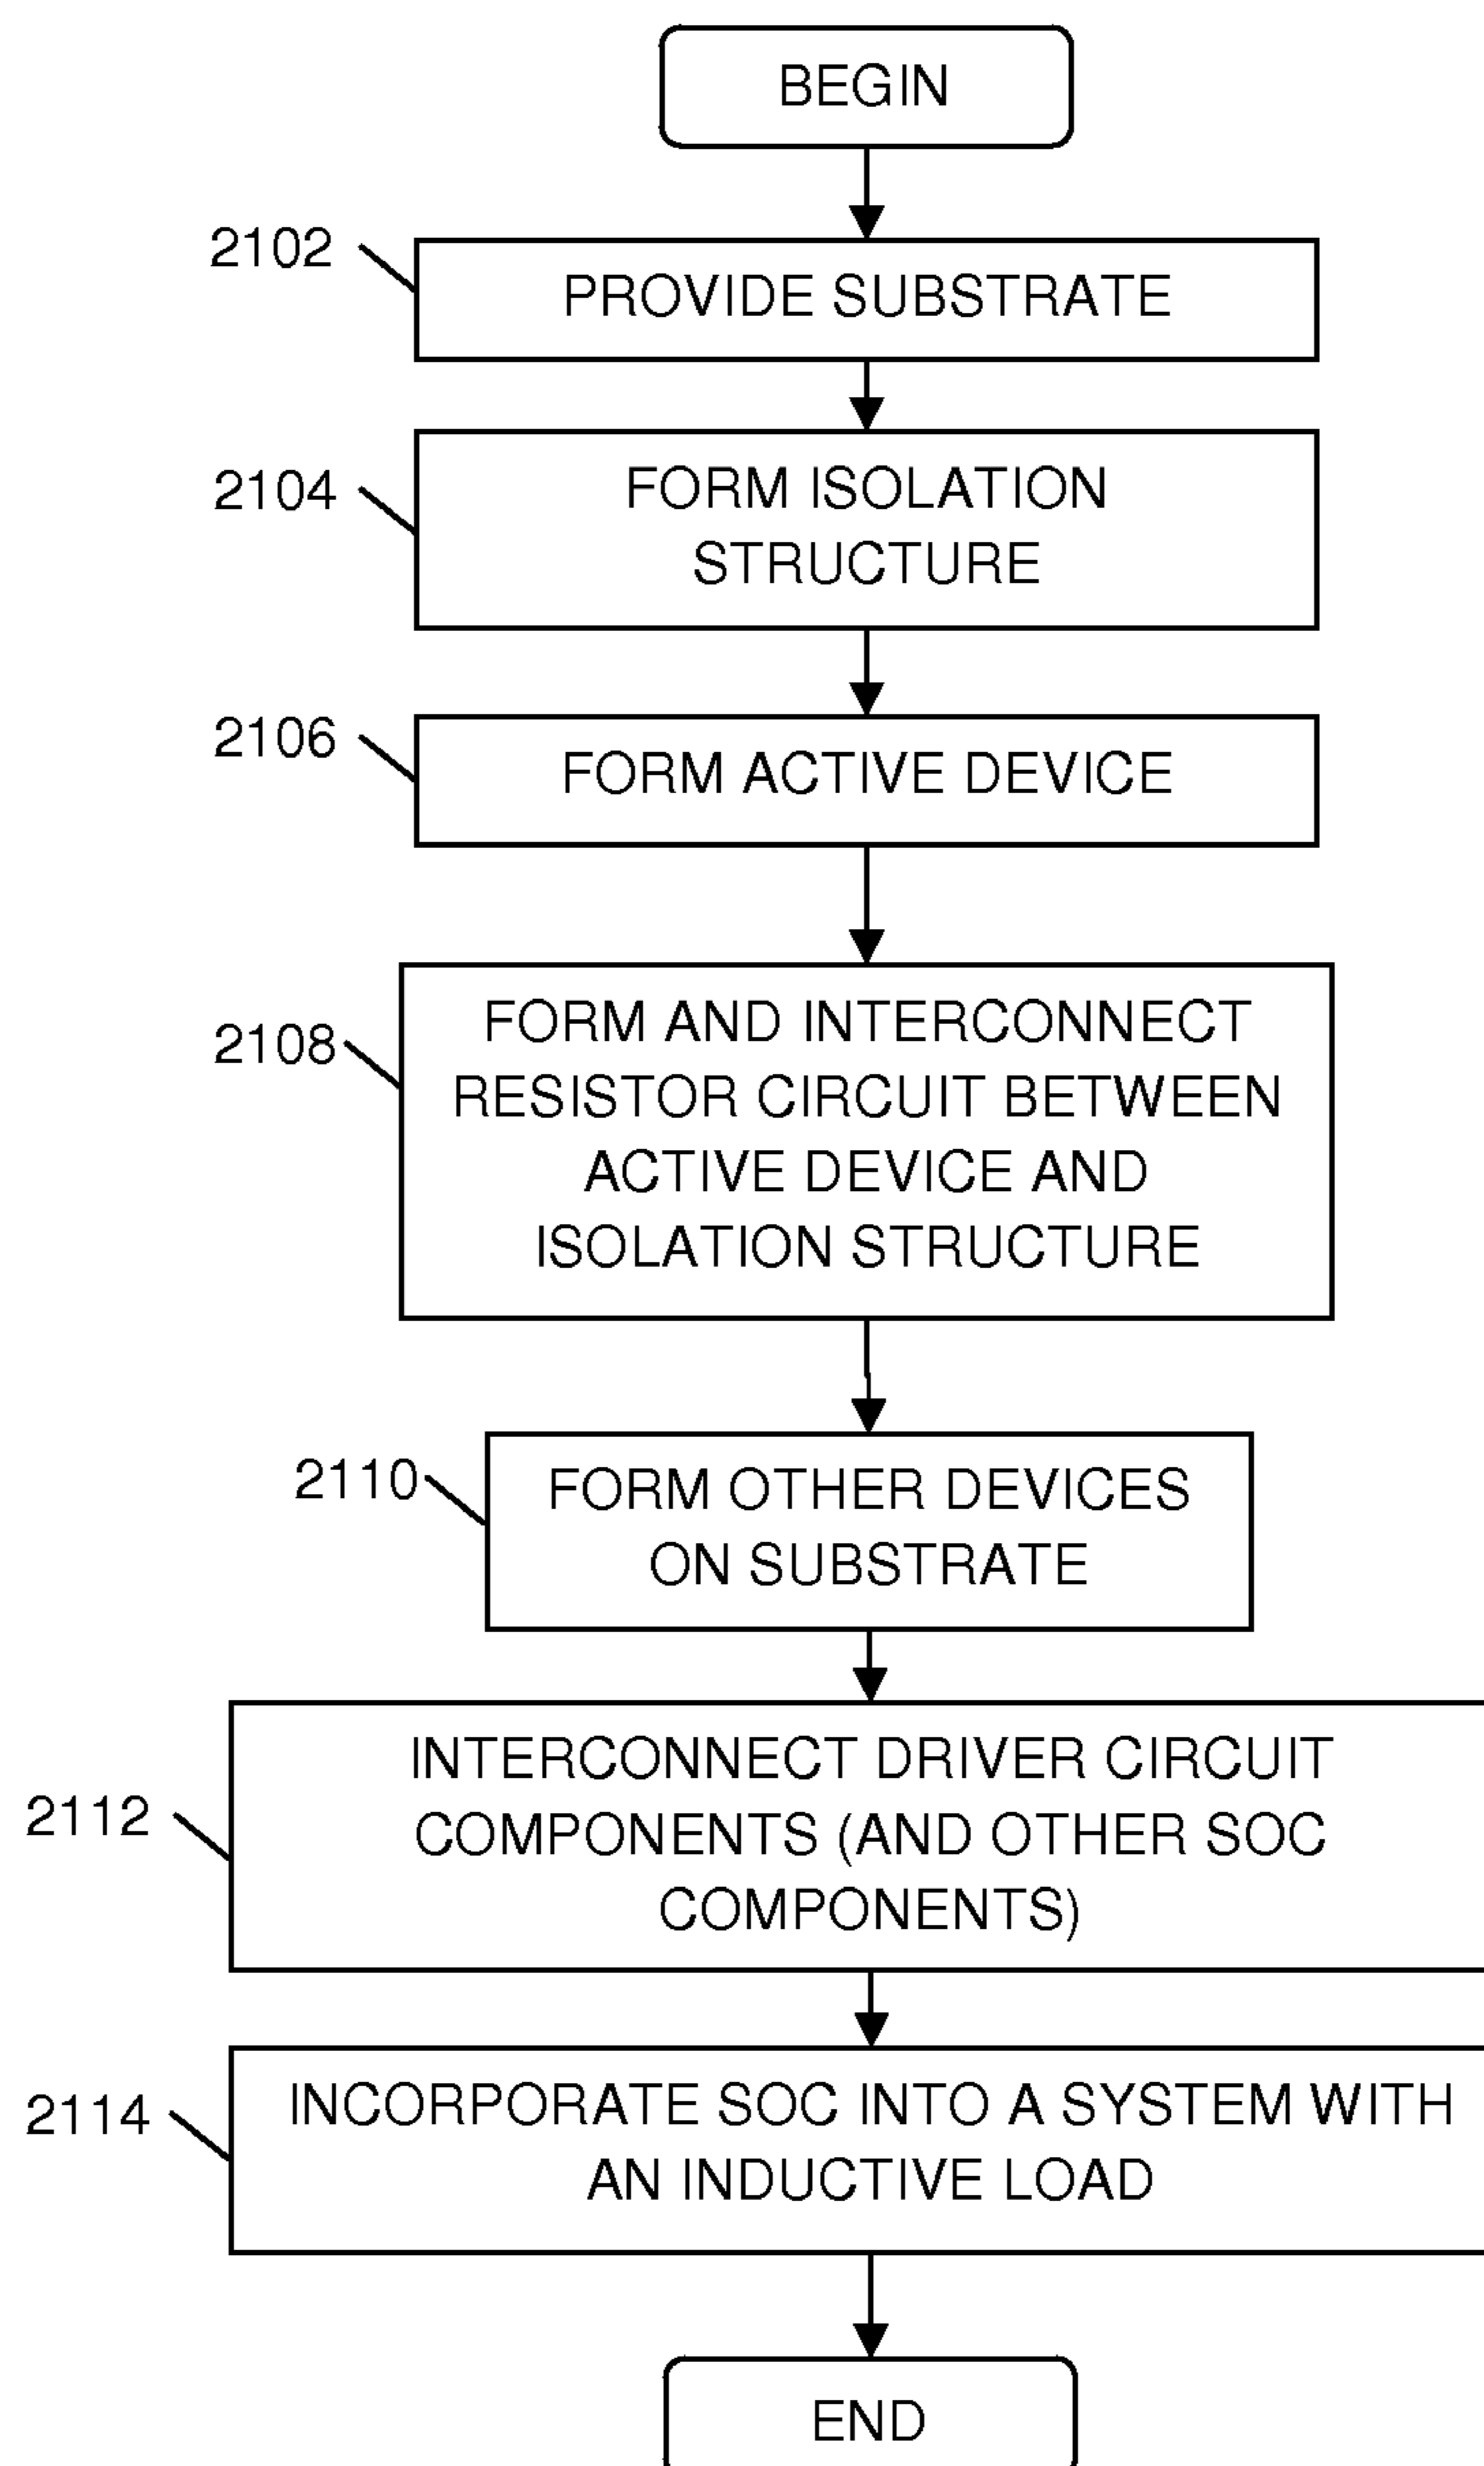 BEGIN
2102
PROVIDE SUBSTRATE
2104
FORM ISOLATION
STRUCTURE
2106
FORM ACTIVE DEVICE
2108
FORM AND INTERCONNECT
RESISTOR CIRCUIT BETWEEN
ACTIVE DEVICE AND
ISOLATION STRUCTURE
2110
FORM OTHER DEVICES
ON SUBSTRATE
2112
INTERCONNECT DRIVER CIRCUIT
COMPONENTS (AND OTHER SOC
COMPONENTS)
2114
INCORPORATE SOC INTO A SYSTEM WITH
AN INDUCTIVE LOAD
END